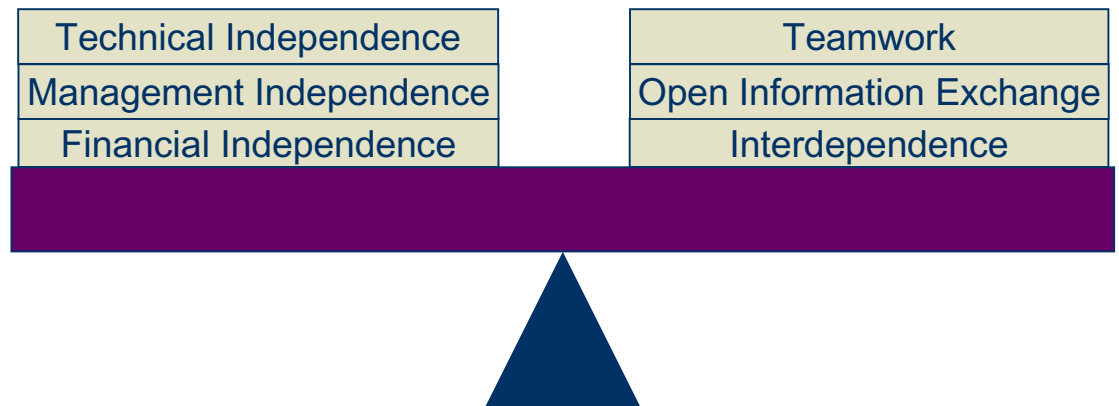 Technical Independence
Management Independence
Financial Independence
Teamwork
Open Information Exchange
Interdependence